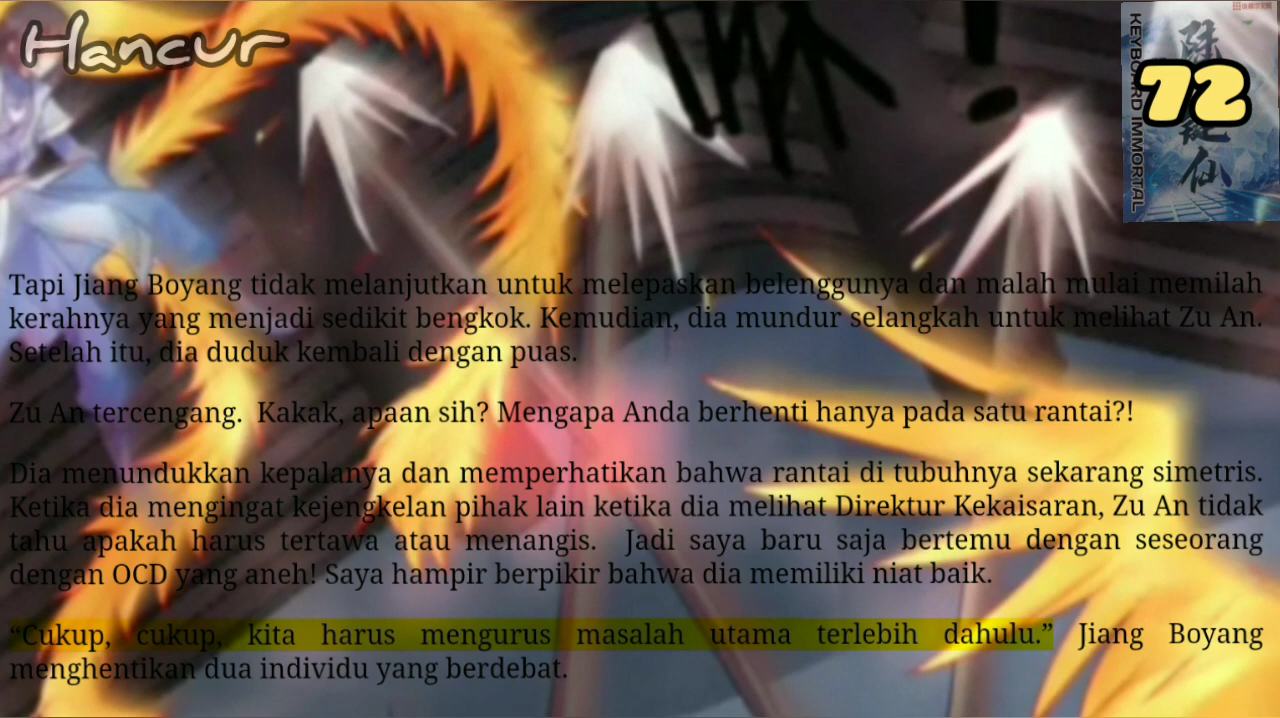 Hancur
KEYBOARD IMMORTAL
72
仙
Tapi Jiang Boyang tidak melanjutkan untuk melepaskan belenggunya dan malah mulai memilah
kerahnya yang menjadi sedikit bengkok. Kemudian, dia mundur selangkah untuk melihat Zu An.
Setelah itu, dia duduk kembali dengan puas.
Zu An tercengang.  Kakak, apaan sih? Mengapa Anda berhenti hanya pada satu rantai?!
Dia menundukkan kepalanya dan memperhatikan bahwa rantai di tubuhnya sekarang simetris.
Ketika dia mengingat kejengkelan pihak lain ketika dia melihat Direktur Kekaisaran, Zu An tidak
tahu apakah harus tertawa atau menangis.  Jadi saya baru saja bertemu dengan seseorang
dengan OCD yang aneh! Saya hampir berpikir bahwa dia memiliki niat baik.
“Cukup, cukup, kita harus mengurus masalah utama terlebih dahulu.” Jiang Boyang
menghentikan dua individu yang berdebat.